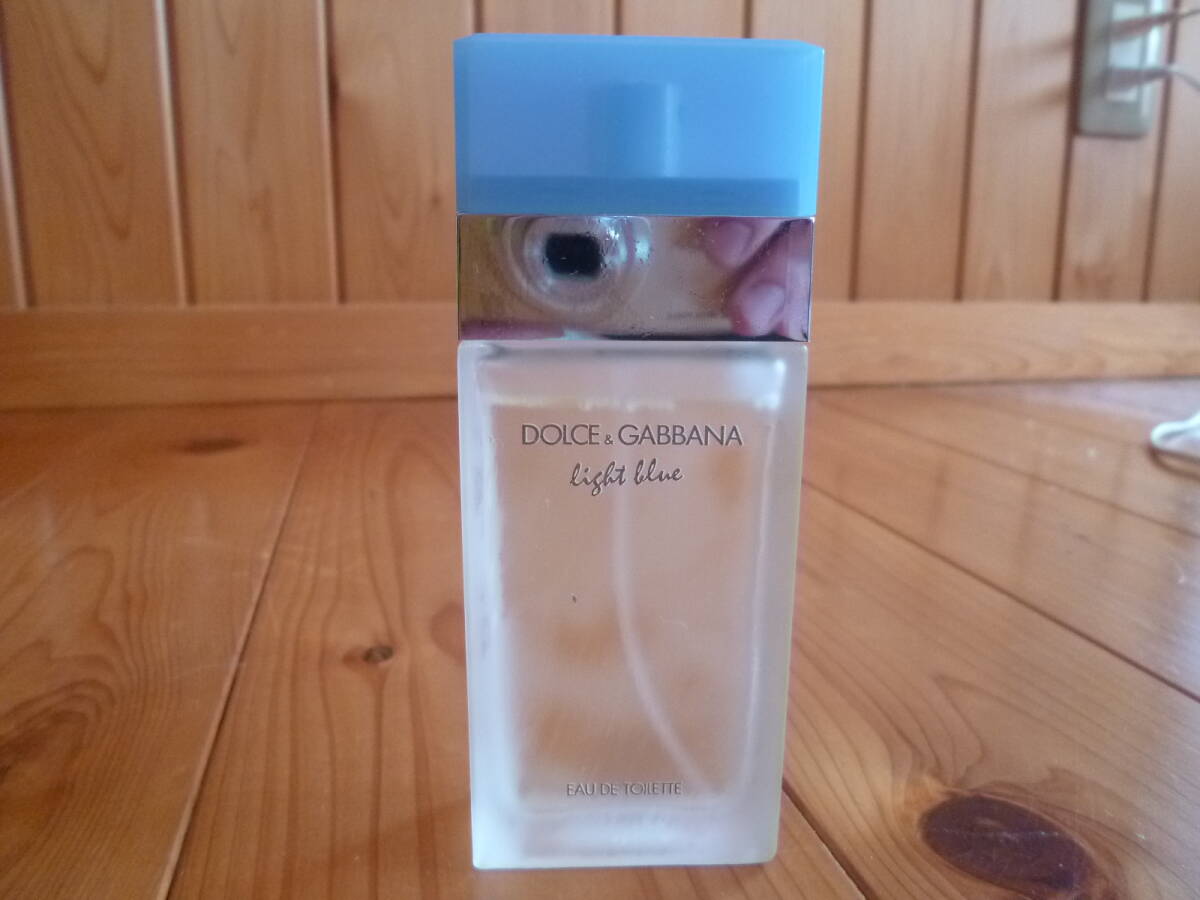 DOLCE & GABBANA
light blue
EAU DE TOILETTE